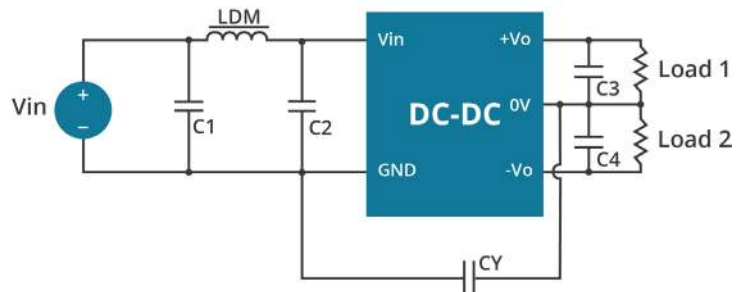 LDM
Vin
+
−
C1
C2
Vin
+Vo
DC-DC
0V
GND
-Vo
C3
C4
Load 1
Load 2
CY